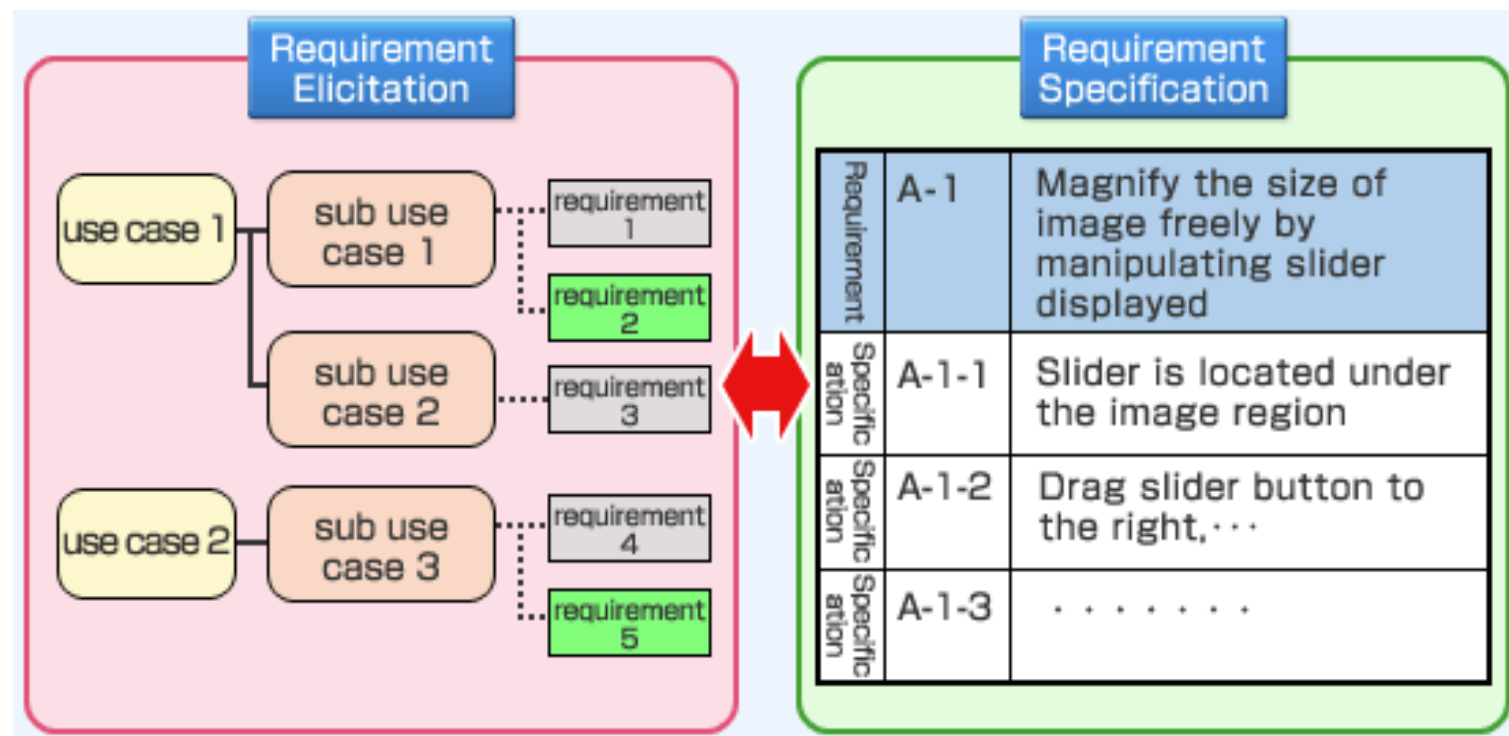 Requirement
Elicitation
use case 1
sub use
case 1
requirement
1
requirement
2
sub use
case 2
requirement
3
use case 2
sub use
case 3
requirement
4
requirement
5
Requirement
Specification
Requirement
A-1
Magnify the size of
image freely by
manipulating slider
displayed
Specific
ation
A-1-1
Slider is located under
the image region
Specific
ation
A-1-2
Drag slider button to
the right,･･･
Specific
ation
A-1-3
･･･････